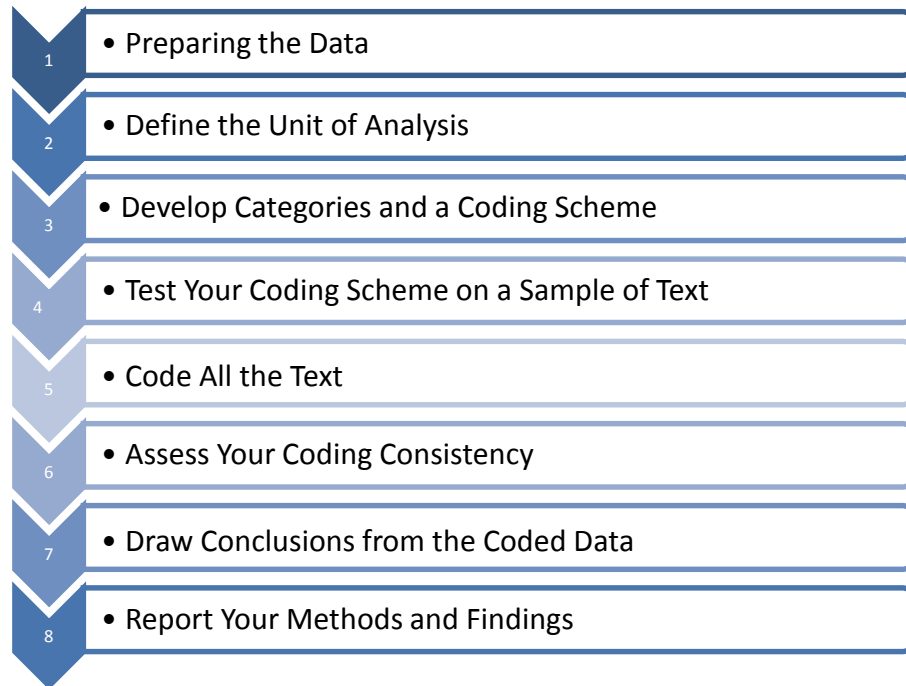 1 • Preparing the Data
2 • Define the Unit of Analysis
3 • Develop Categories and a Coding Scheme
4 • Test Your Coding Scheme on a Sample of Text
5 • Code All the Text
6 • Assess Your Coding Consistency
7 • Draw Conclusions from the Coded Data
8 • Report Your Methods and Findings